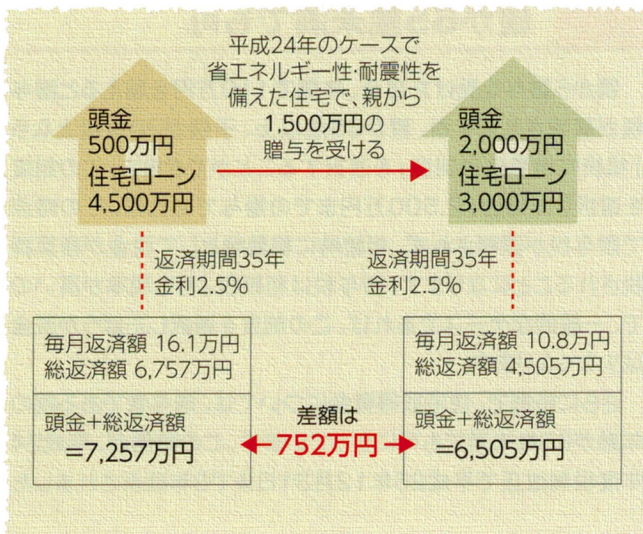 平成24年のケースで
省エネルギー性・耐震性を
備えた住宅で、親から
1,500万円の
贈与を受ける
頭金
500万円
住宅ローン
4,500万円
頭金
2,000万円
住宅ローン
3,000万円
返済期間35年
金利2.5%
返済期間35年
金利2.5%
毎月返済額 16.1万円
総返済額 6,757万円
頭金+総返済額
=7,257万円
差額は
752万円
毎月返済額 10.8万円
総返済額 4,505万円
頭金+総返済額
=6,505万円